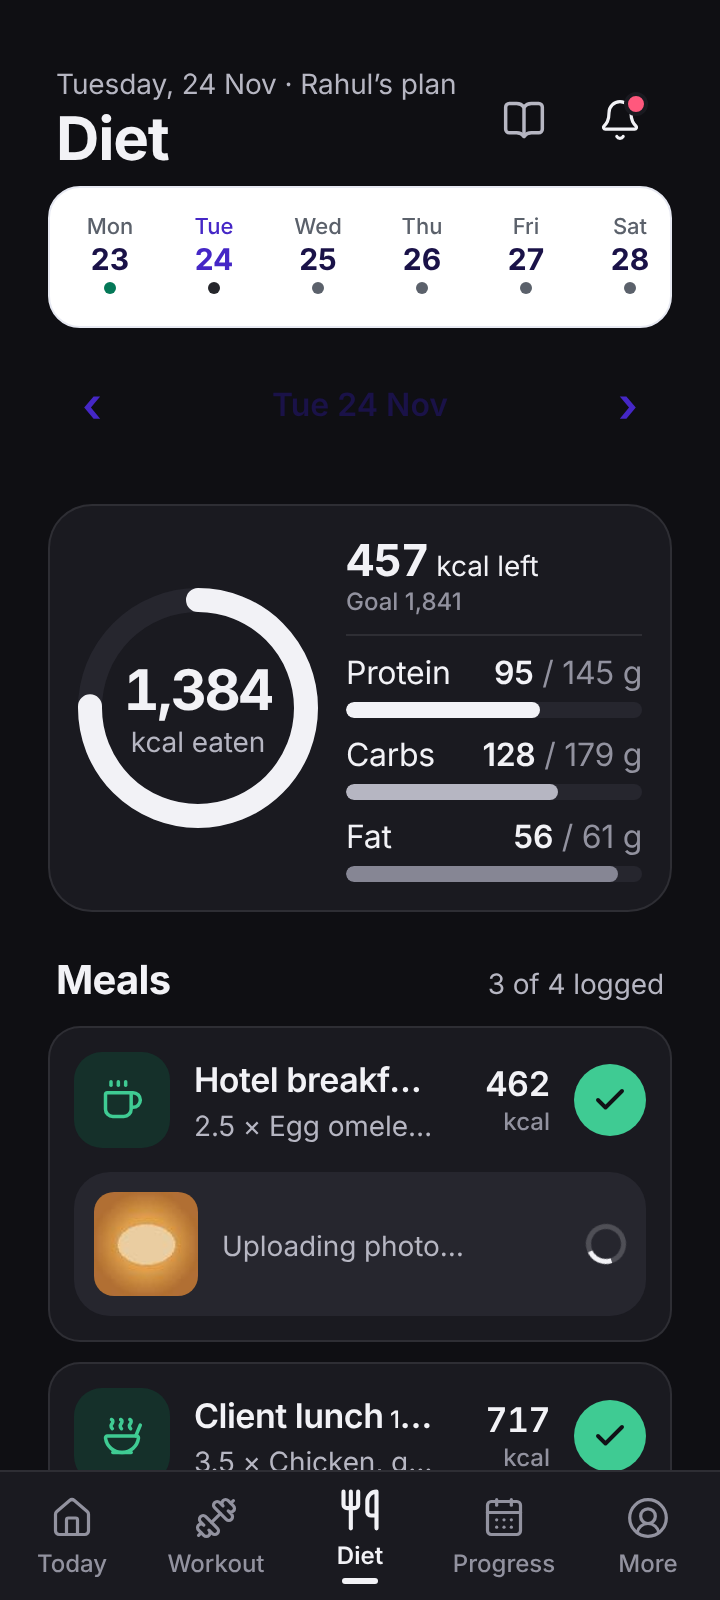 Tuesday, 24 Nov · Rahul’s plan
Diet
Mon Tue Wed Thu Fri Sat
23 24 25 26 27 28
‹ Tue 24 Nov ›
457 kcal left
Goal 1,841
1,384
kcal eaten
Protein 95 / 145 g
Carbs 128 / 179 g
Fat 56 / 61 g
Meals 3 of 4 logged
Hotel breakf... 462
2.5 × Egg omele... kcal
Uploading photo...
Client lunch 1... 717
3.5 × Chicken, g... kcal
Today Workout Diet Progress More